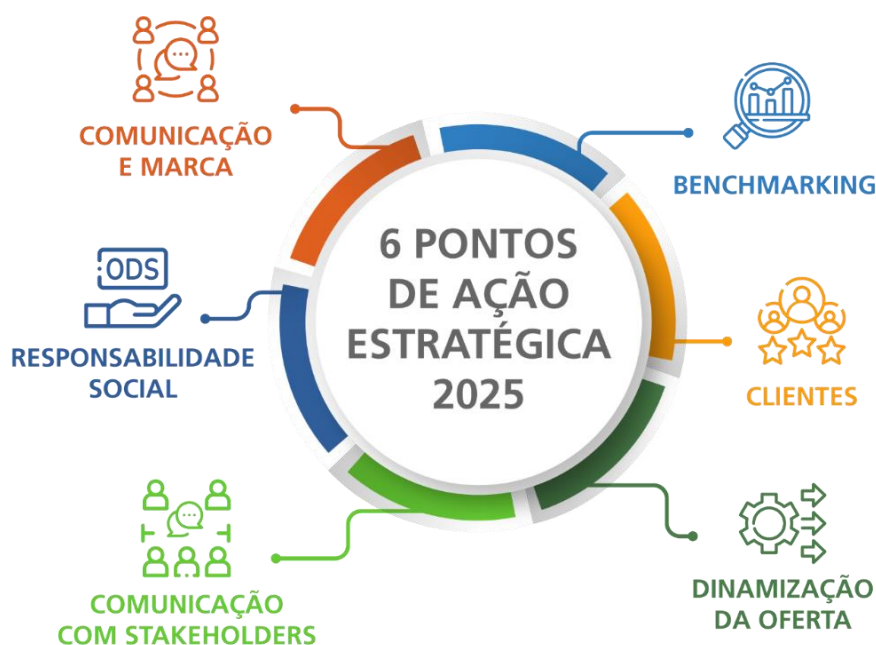 6 PONTOS
DE AÇÃO
ESTRATÉGICA
2025
BENCHMARKING
CLIENTES
DINAMIZAÇÃO
DA OFERTA
COMUNICAÇÃO
COM STAKEHOLDERS
:ODS
RESPONSABILIDADE
SOCIAL
COMUNICAÇÃO
E MARCA